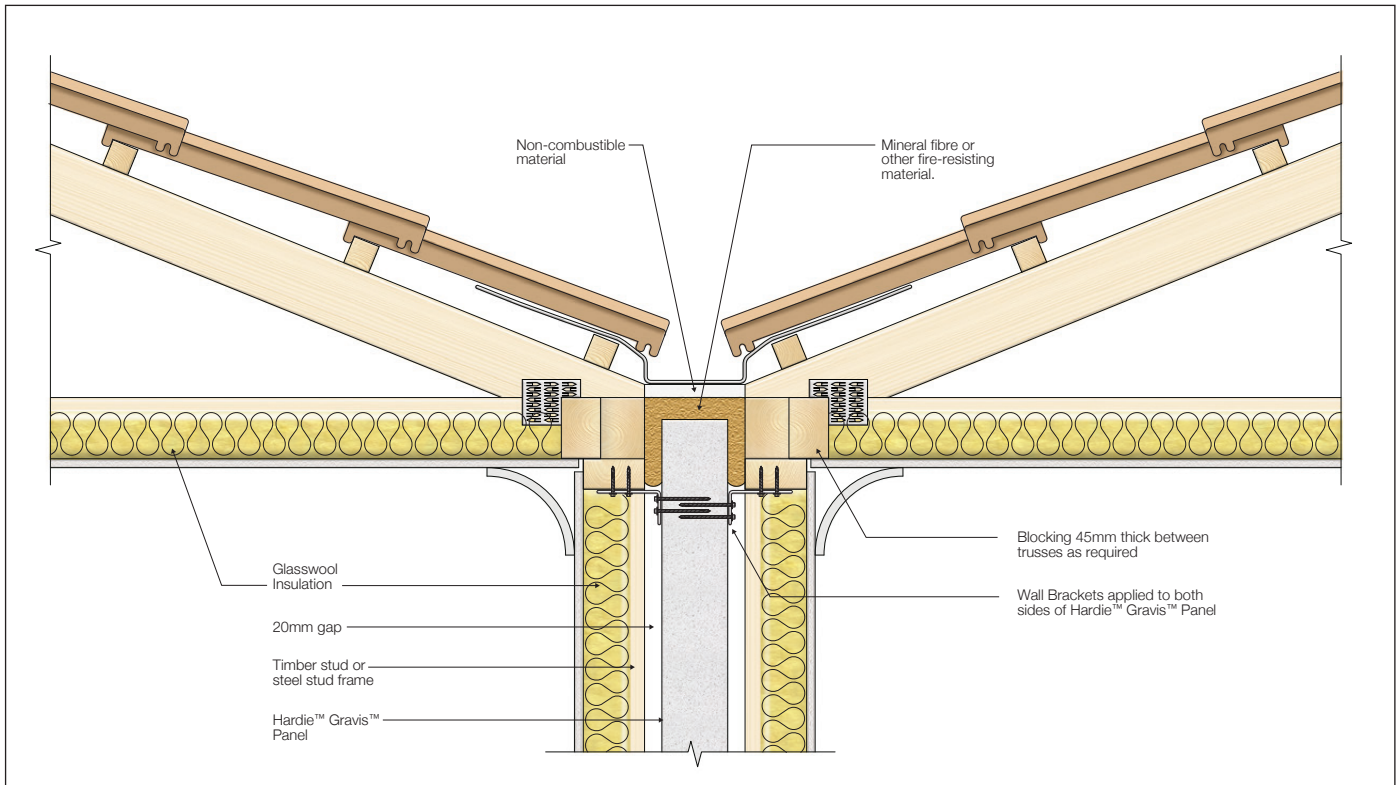 Non-combustible
material
Mineral fibre or
other fire-resisting
material.
Glasswool
Insulation
20mm gap
Timber stud or
steel stud frame
Hardie™ Gravis™
Panel
Blocking 45mm thick between
trusses as required
Wall Brackets applied to both
sides of Hardie™ Gravis™ Panel